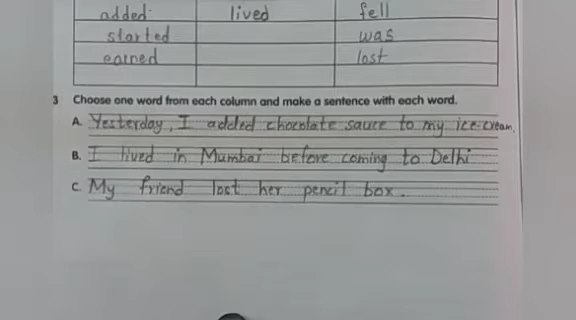 added lived fell
started was
earned lost
3 Choose one word from each column and make a sentence with each word.
A. Yesterday, I added chocolate sauce to my ice-cream.
B. I lived in Mumbai before coming to Delhi
C. My friend lost her pencil box.